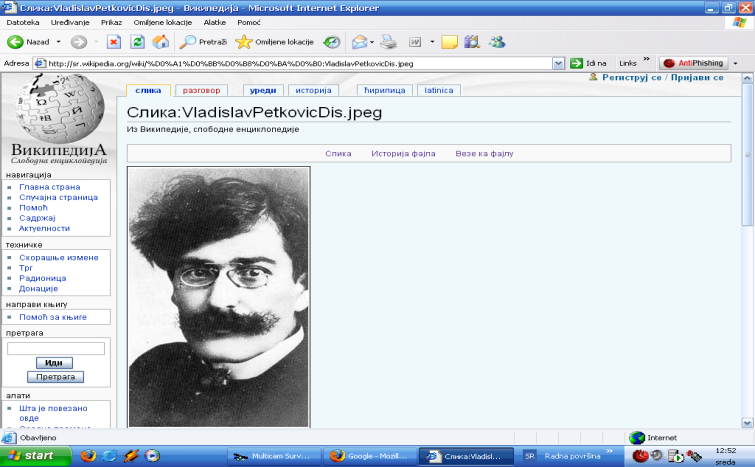 Слика:VladislavPetkovicDis.jpeg - Википедија - Microsoft Internet Explorer
Datoteka Uređivanje Prikaz Omiljene lokacije Alatke Pomoć
Nazad Pretraži Omiljene lokacije
Adresa http://sr.wikipedia.org/wiki/%D0%A1%D0%BB%D0%B8%D0%BA%D0%B0:VladislavPetkovicDis.jpeg Idi na Links » AntiPhishing
Региструј се / Пријави се
слика разговор уреди историја ћирилица latinica
Слика:VladislavPetkovicDis.jpeg
Из Википедије, слободне енциклопедије
Слика Историја фајла Везе ка фајлу
ВикипедијА
Слободна енциклопедија
навигација
Главна страна
Случајна страница
Помоћ
Садржај
Актуелности
техничке
Скорашње измене
Трг
Радионица
Донације
направи књигу
Помоћ за књиге
претрага
Иди
Претрага
алати
Шта је повезано
овде
Obavljeno Internet
start Multicam Surv... Google - Mozill... Слика:Vladisl... SR Radna površina » 12:52
sreda